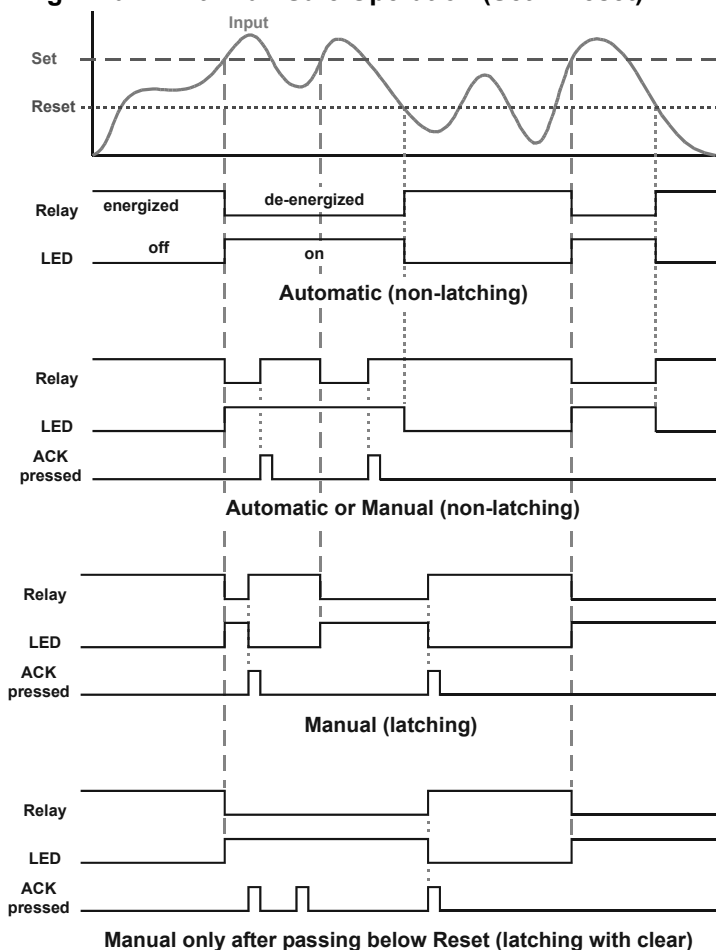 Input
Set
Reset
Relay
energized
de-energized
LED
off
on
Automatic (non-latching)
Relay
LED
ACK
pressed
Automatic or Manual (non-latching)
Relay
LED
ACK
pressed
Manual (latching)
Relay
LED
ACK
pressed
Manual only after passing below Reset (latching with clear)